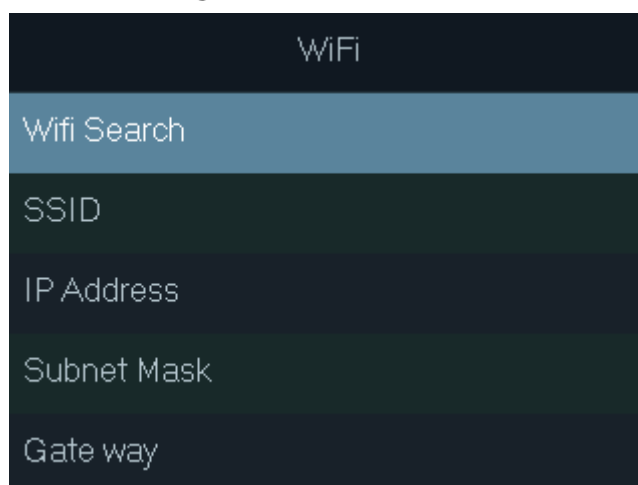 WiFi
Wifi Search
SSID
IP Address
Subnet Mask
Gate way